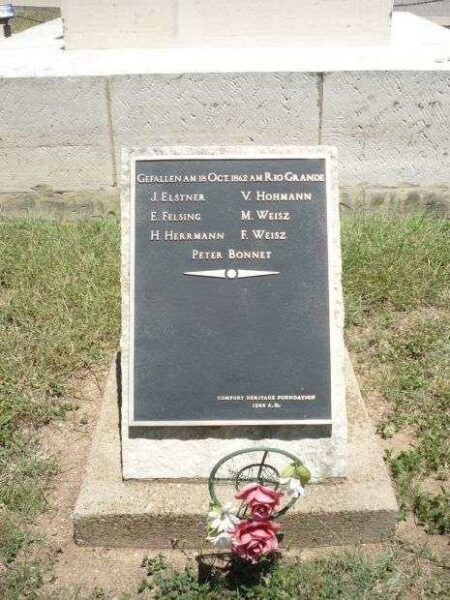 GEFALLEN AM 18 OCT. 1862 AM RIO GRANDE
J. ELSTNER V. HOHMANN
E. FELSING M. WEISZ
H. HERRMANN F. WEISZ
PETER BONNET
COMFORT HERITAGE FOUNDATION